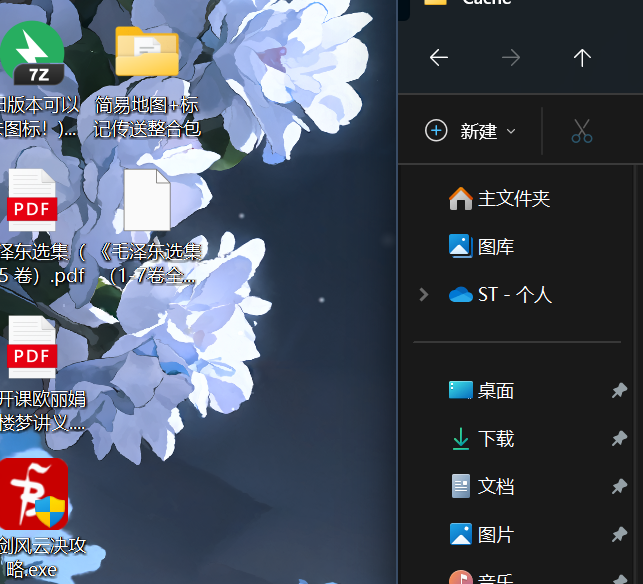 Cache
7Z
版本可以
图标！)...
简易地图+标
记传送整合包
新建
PDF
主文件夹
图库
泽东选集（
5 卷）.pdf
《毛泽东选集
（1-7卷全...
ST - 个人
PDF
开课欧丽娟
楼梦讲义....
桌面
下载
文档
剑风云决攻
略.exe
图片
音乐